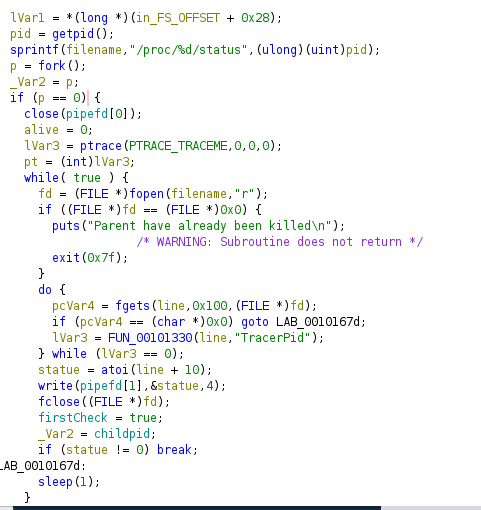 lVar1 = *(long *)(in_FS_OFFSET + 0x28);
pid = getpid();
sprintf(filename,"/proc/%d/status",(ulong)(uint)pid);
p = fork();
_Var2 = p;
if (p == 0) {
close(pipefd[0]);
alive = 0;
lVar3 = ptrace(PTRACE_TRACEME,0,0,0);
pt = (int)lVar3;
while( true ) {
fd = (FILE *)fopen(filename,"r");
if ((FILE *)fd == (FILE *)0x0) {
puts("Parent have already been killed\n");
/* WARNING: Subroutine does not return */
exit(0x7f);
}
do {
pcVar4 = fgets(line,0x100,(FILE *)fd);
if (pcVar4 == (char *)0x0) goto LAB_0010167d;
lVar3 = FUN_00101330(line,"TracerPid");
} while (lVar3 == 0);
statue = atoi(line + 10);
write(pipefd[1],&statue,4);
fclose((FILE *)fd);
firstCheck = true;
_Var2 = childpid;
if (statue != 0) break;
LAB_0010167d:
sleep(1);
}